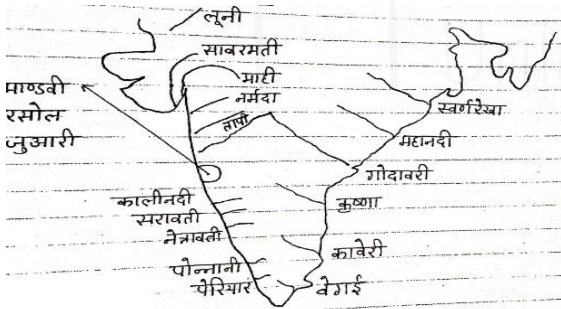 लूनी
साबरमती
माही
नर्मदा
तापी
माण्डवी
रसोल
जुआरी
स्वर्णरेखा
महानदी
गोदावरी
कालीनदी
सरावती
नेत्रावती
कृष्णा
पोन्नानी
पेरियार
कावेरी
वेगई